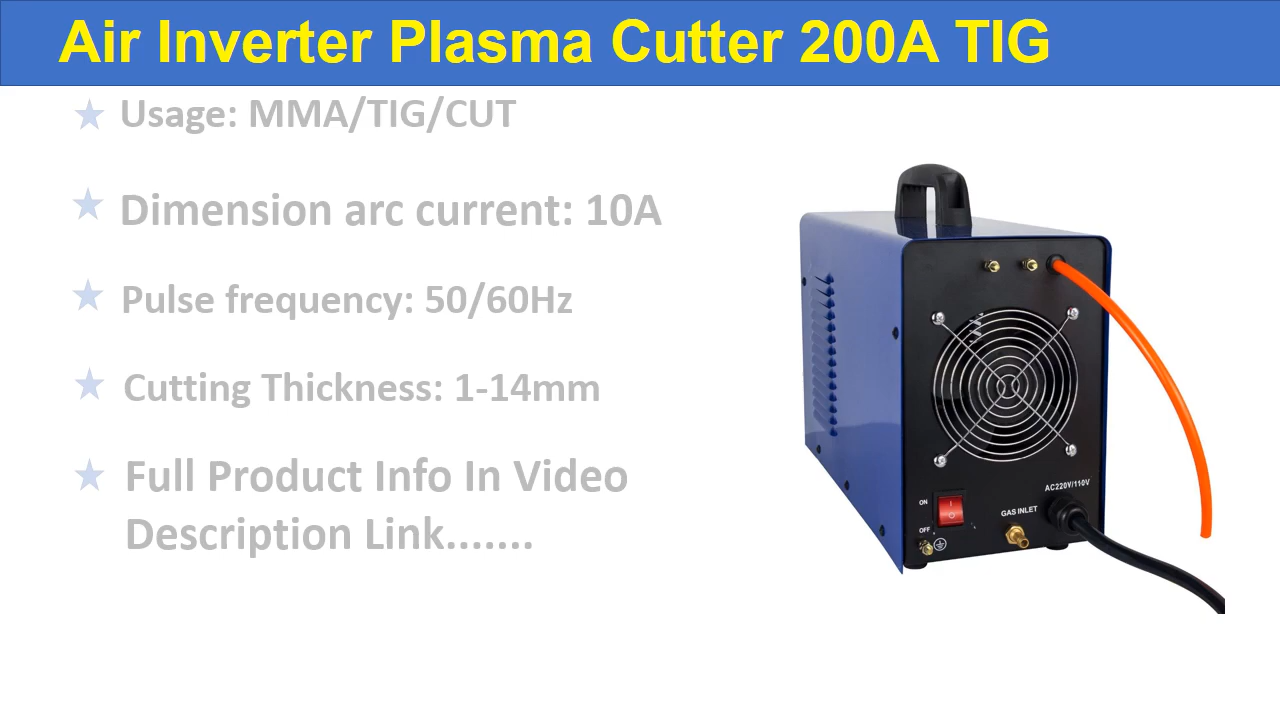 Air Inverter Plasma Cutter 200A TIG
Usage: MMA/TIG/CUT
Dimension arc current: 10A
Pulse frequency: 50/60Hz
Cutting Thickness: 1-14mm
Full Product Info In Video
Description Link.......
AC220V/110V
ON
GAS INLET
OFF